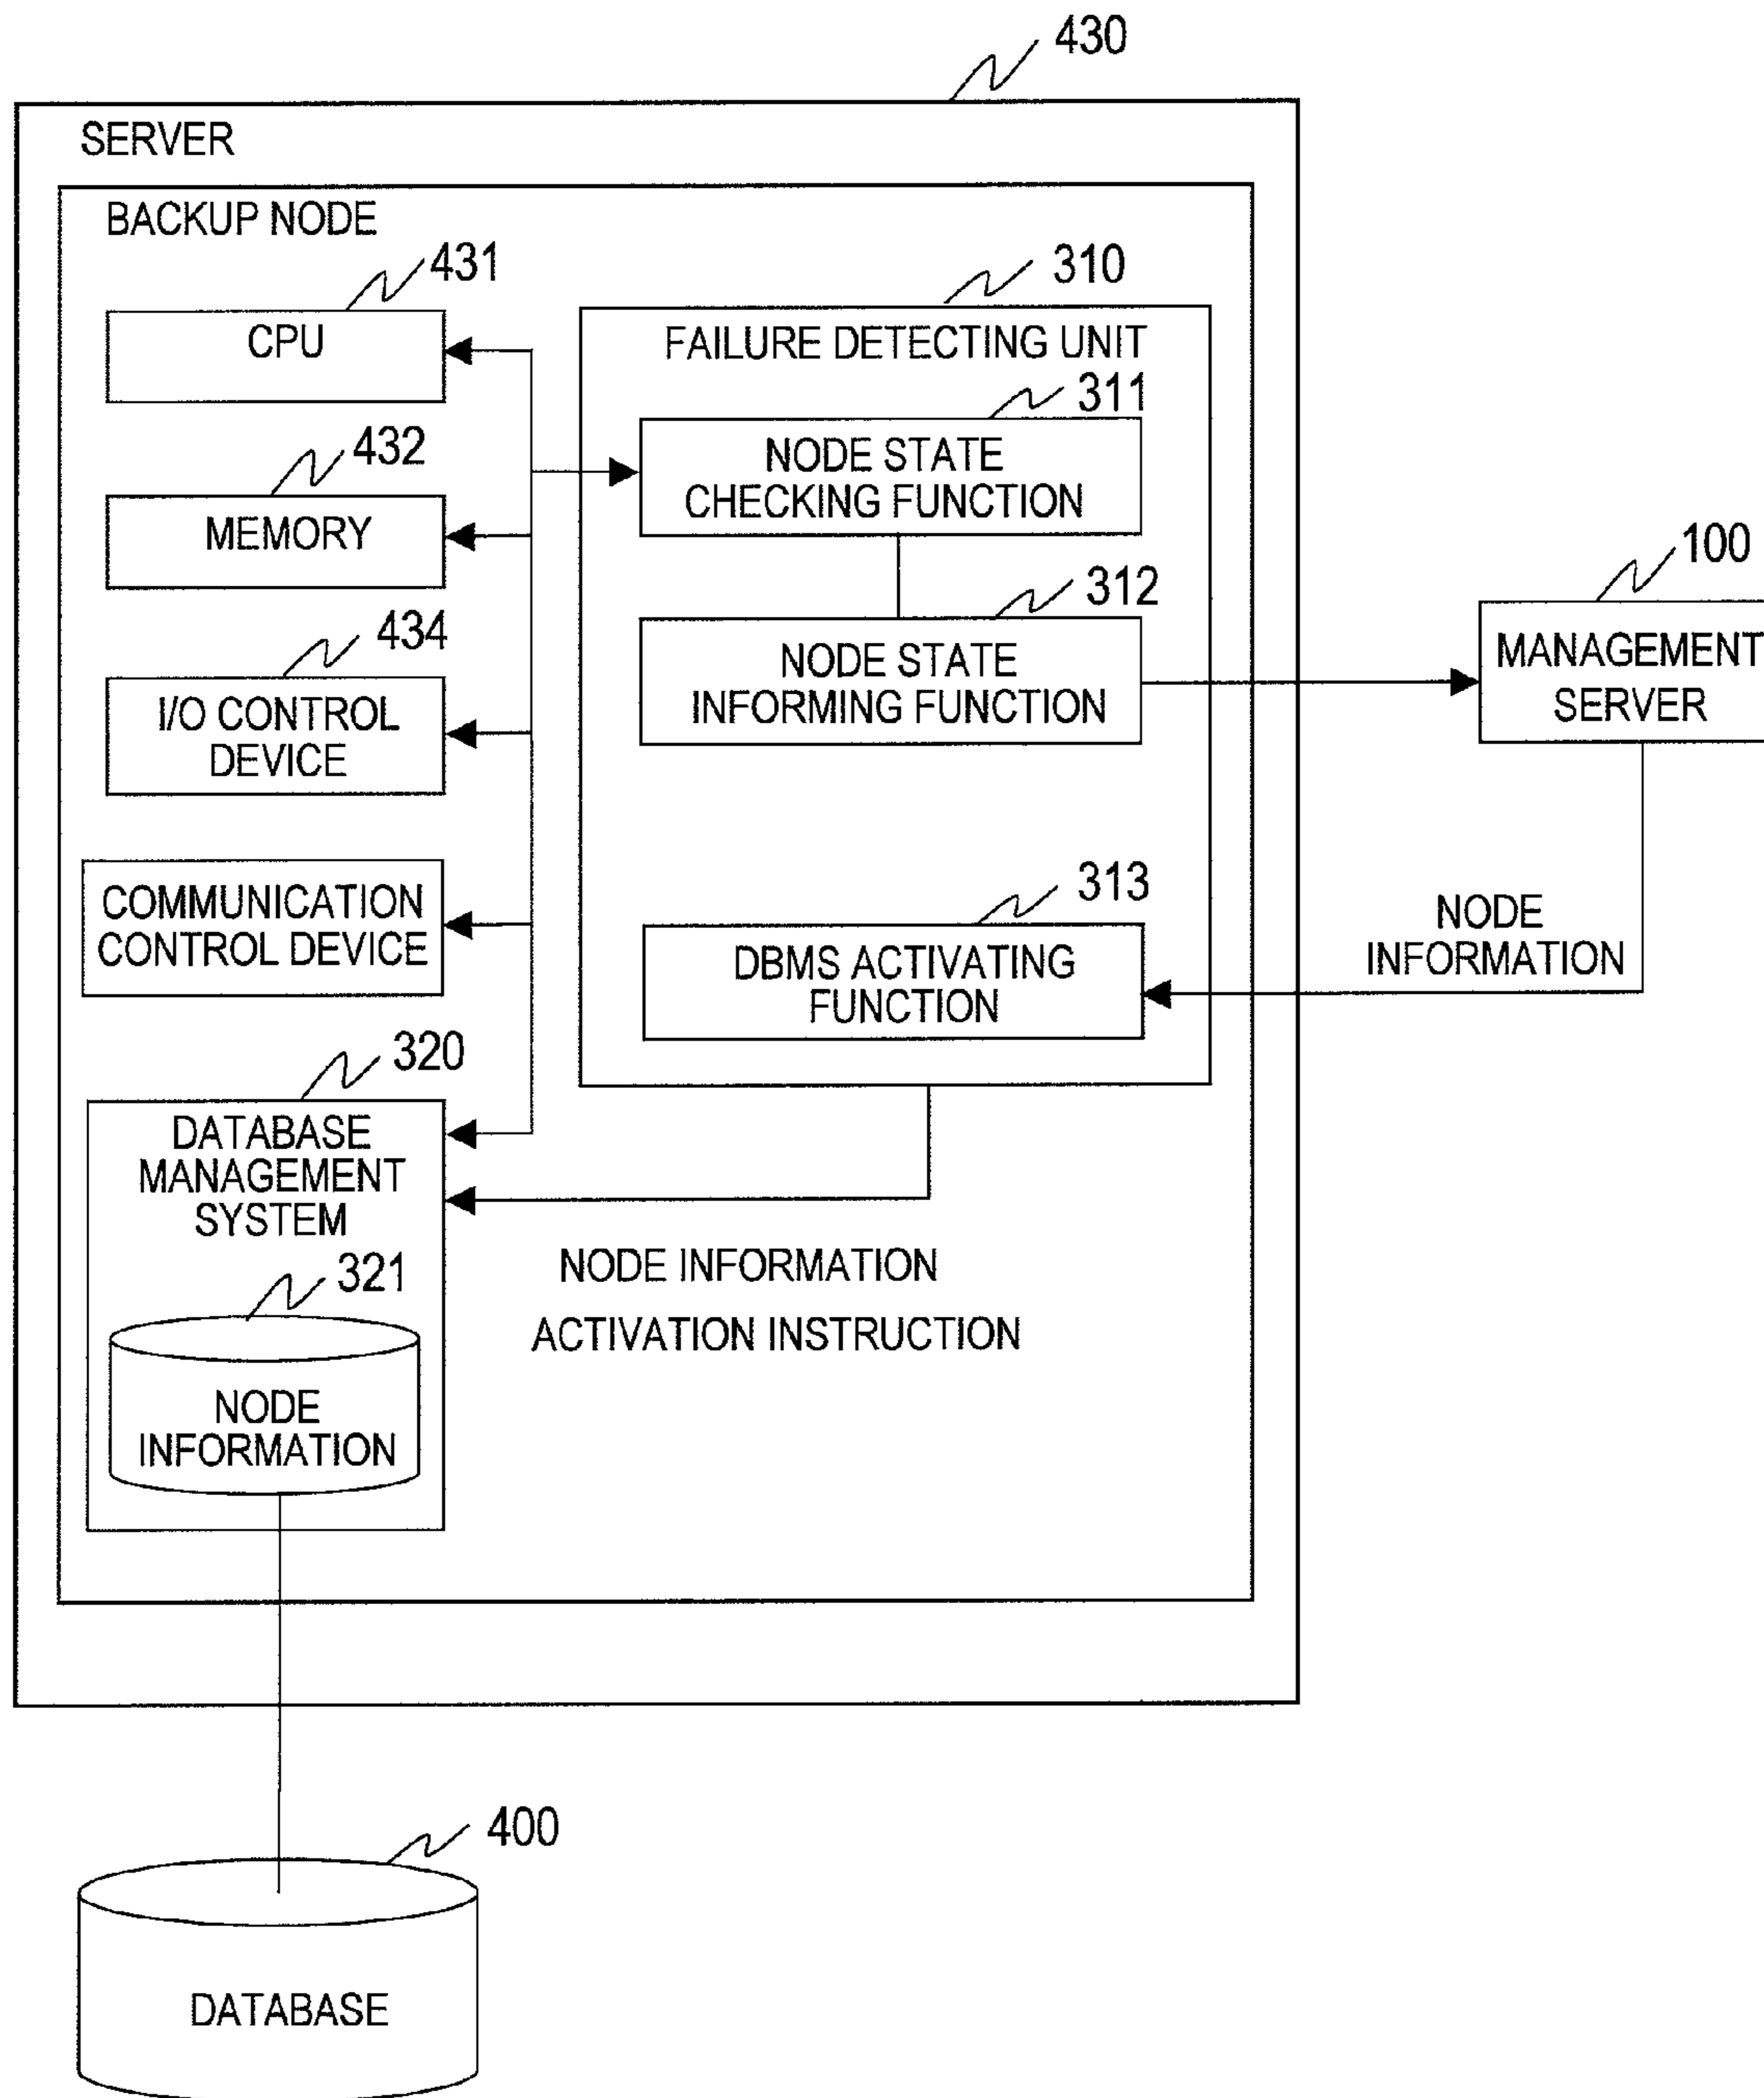 430
SERVER
BACKUP NODE
431
CPU
310
FAILURE DETECTING UNIT
311
NODE STATE
CHECKING FUNCTION
432
MEMORY
312
NODE STATE
INFORMING FUNCTION
100
MANAGEMENT
SERVER
434
I/O CONTROL
DEVICE
COMMUNICATION
CONTROL DEVICE
313
DBMS ACTIVATING
FUNCTION
NODE
INFORMATION
320
DATABASE
MANAGEMENT
SYSTEM
321
NODE
INFORMATION
NODE INFORMATION
ACTIVATION INSTRUCTION
400
DATABASE